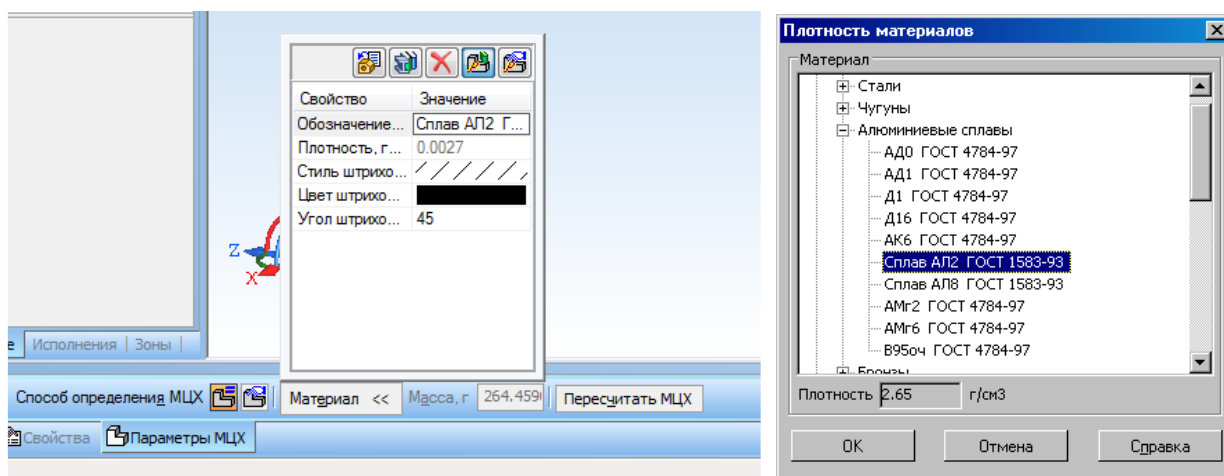 Свойство Значение
Обозначение... Сплав АЛ2 Г...
Плотность, г... 0.0027
Стиль штрихо...
Цвет штрихо...
Угол штрихо... 45
Z
X
е Исполнения | Зоны |
Способ определения МЦХ Материал << Масса, г 264.459 Пересчитать МЦХ
Свойства Параметры МЦХ
Плотность материалов
Материал
Стали
Чугуны
Алюминиевые сплавы
АД0 ГОСТ 4784-97
АД1 ГОСТ 4784-97
Д1 ГОСТ 4784-97
Д16 ГОСТ 4784-97
АК6 ГОСТ 4784-97
Сплав АЛ2 ГОСТ 1583-93
Сплав АЛ8 ГОСТ 1583-93
АМг2 ГОСТ 4784-97
АМг6 ГОСТ 4784-97
В95оч ГОСТ 4784-97
Бронзы
Плотность 2.65 г/см3
ОК Отмена Справка